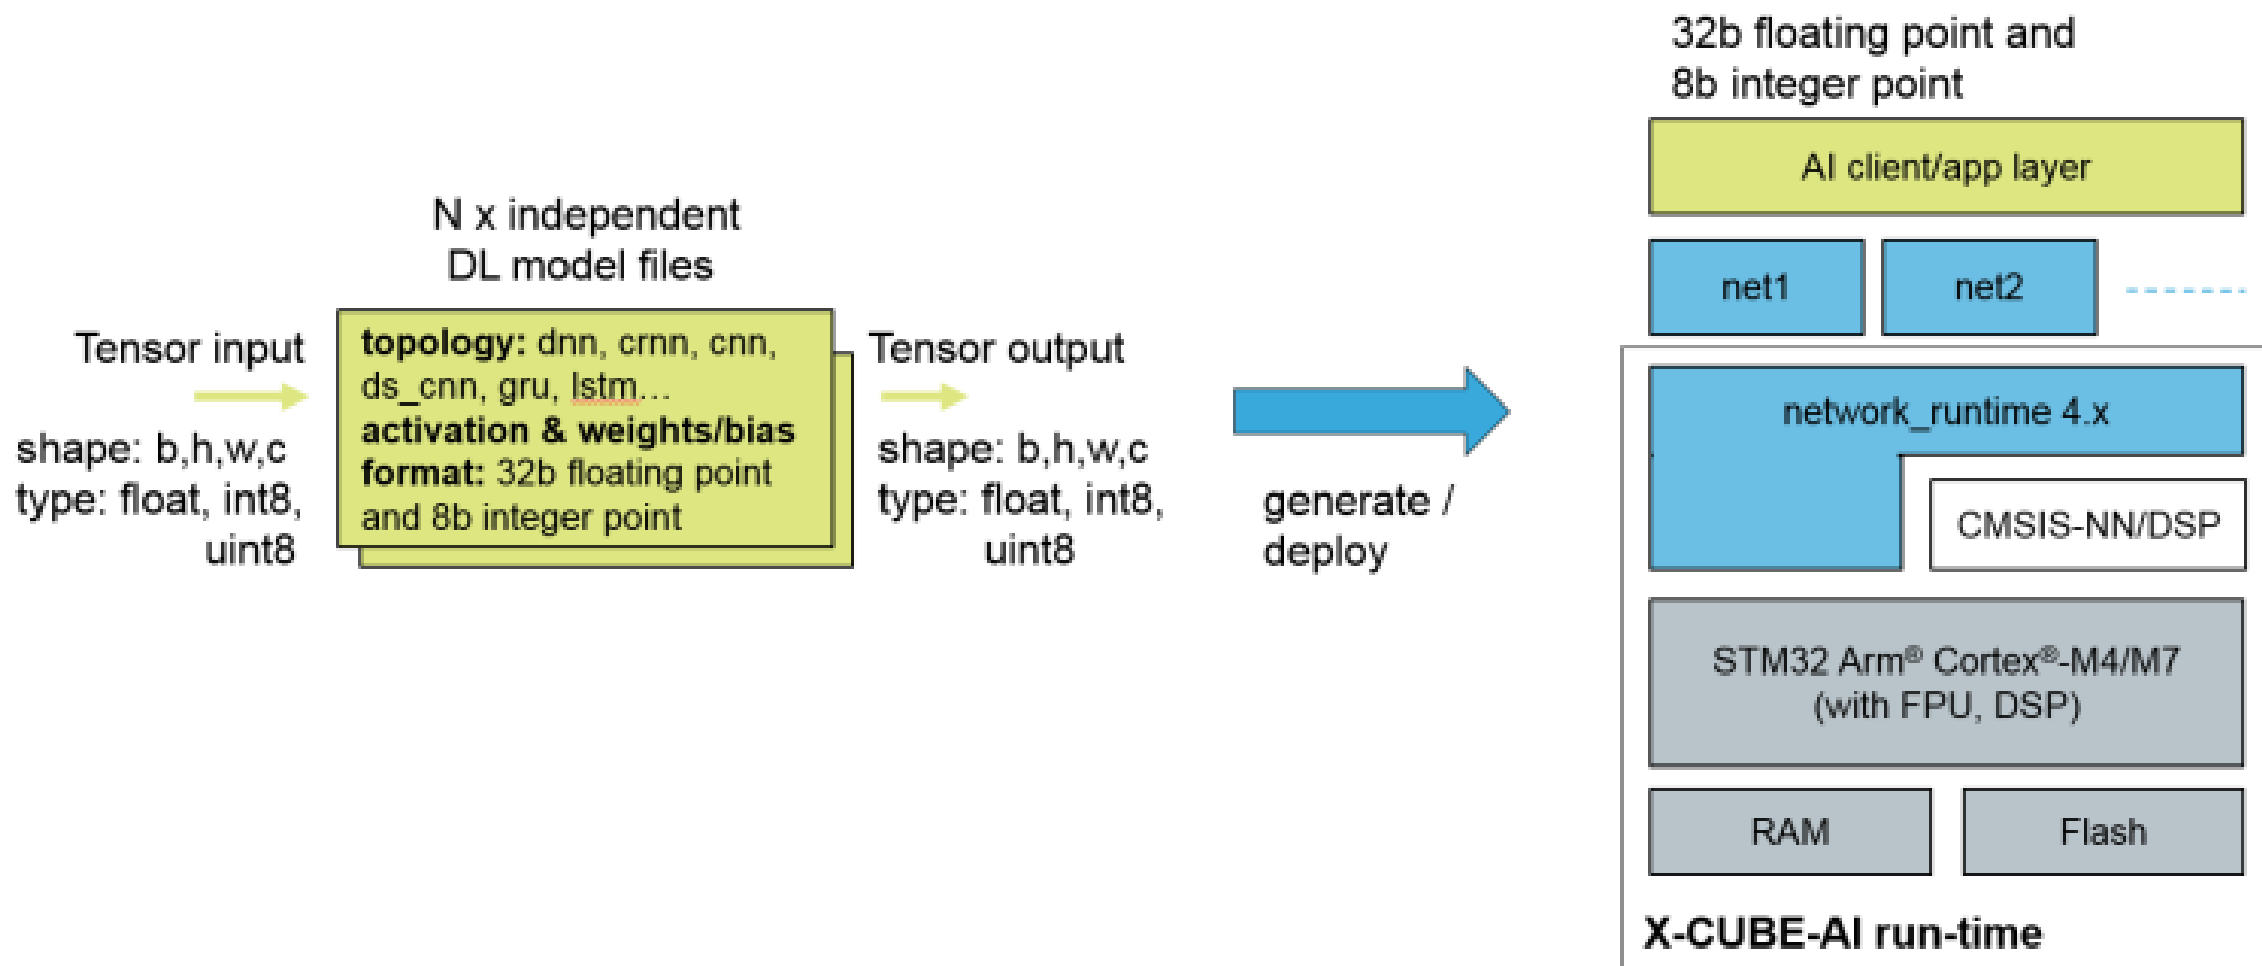 N x independent
DL model files
Tensor input
shape: b,h,w,c
type: float, int8,
uint8
topology: dnn, crnn, cnn,
ds_cnn, gru, lstm...
activation & weights/bias
format: 32b floating point
and 8b integer point
Tensor output
shape: b,h,w,c
type: float, int8,
uint8
generate /
deploy
32b floating point and
8b integer point
AI client/app layer
net1
net2
network_runtime 4.x
CMSIS-NN/DSP
STM32 Arm® Cortex®-M4/M7
(with FPU, DSP)
RAM
Flash
X-CUBE-AI run-time